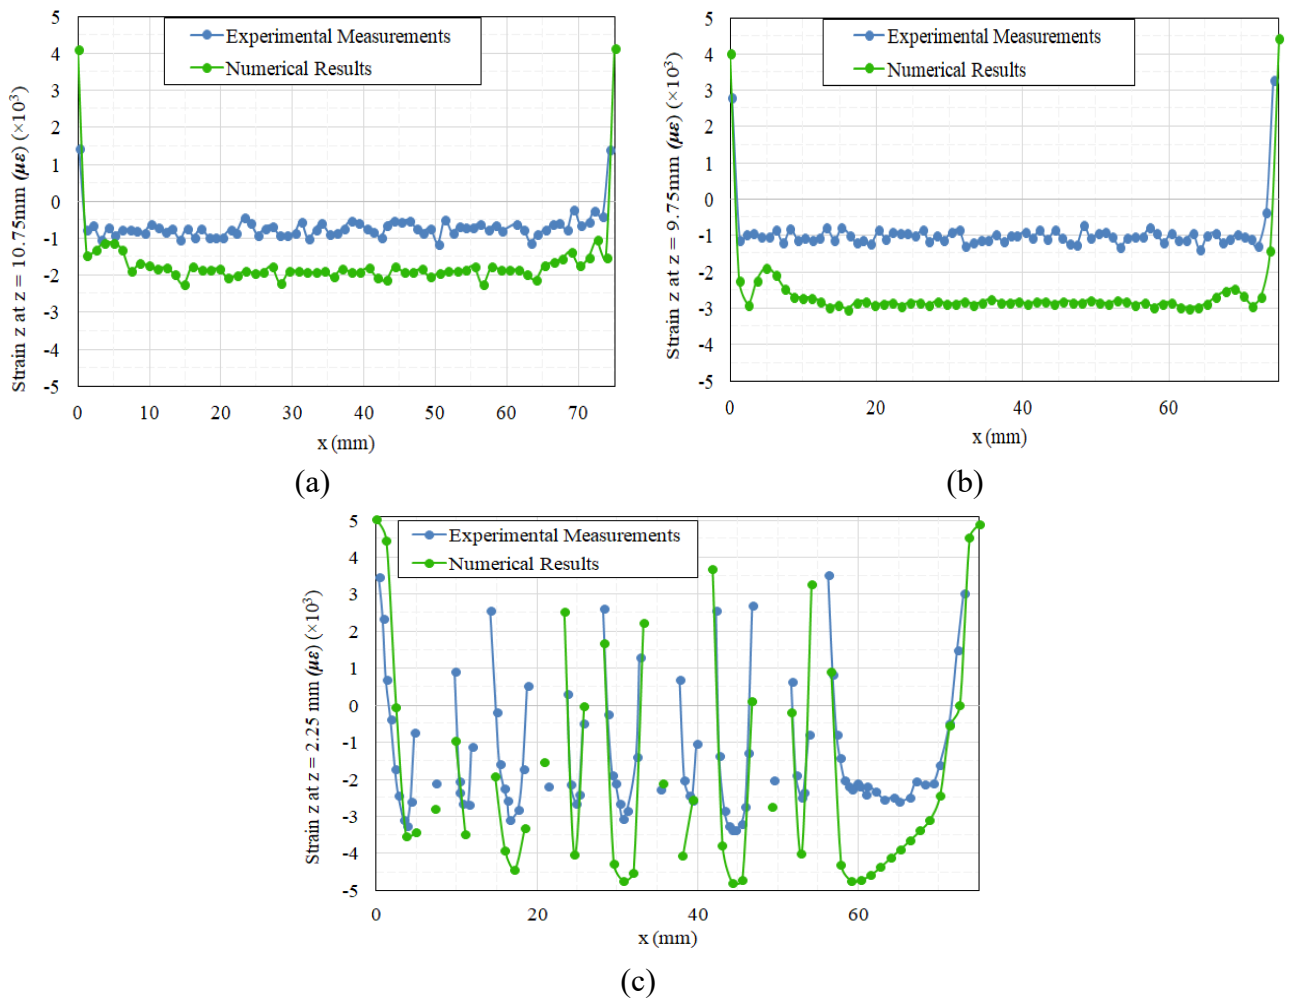 Strain z at z = 10.75mm (με) (×10³)
5
4
3
2
1
0
-1
-2
-3
-4
-5
Experimental Measurements
Numerical Results
0 10 20 30 40 50 60 70
x (mm)
(a)
Strain z at z = 9.75mm (με) (×10³)
5
4
3
2
1
0
-1
-2
-3
-4
-5
Experimental Measurements
Numerical Results
0 20 40 60
x (mm)
(b)
Strain z at z = 2.25 mm (με) (×10³)
5
4
3
2
1
0
-1
-2
-3
-4
-5
Experimental Measurements
Numerical Results
0 20 40 60
x (mm)
(c)